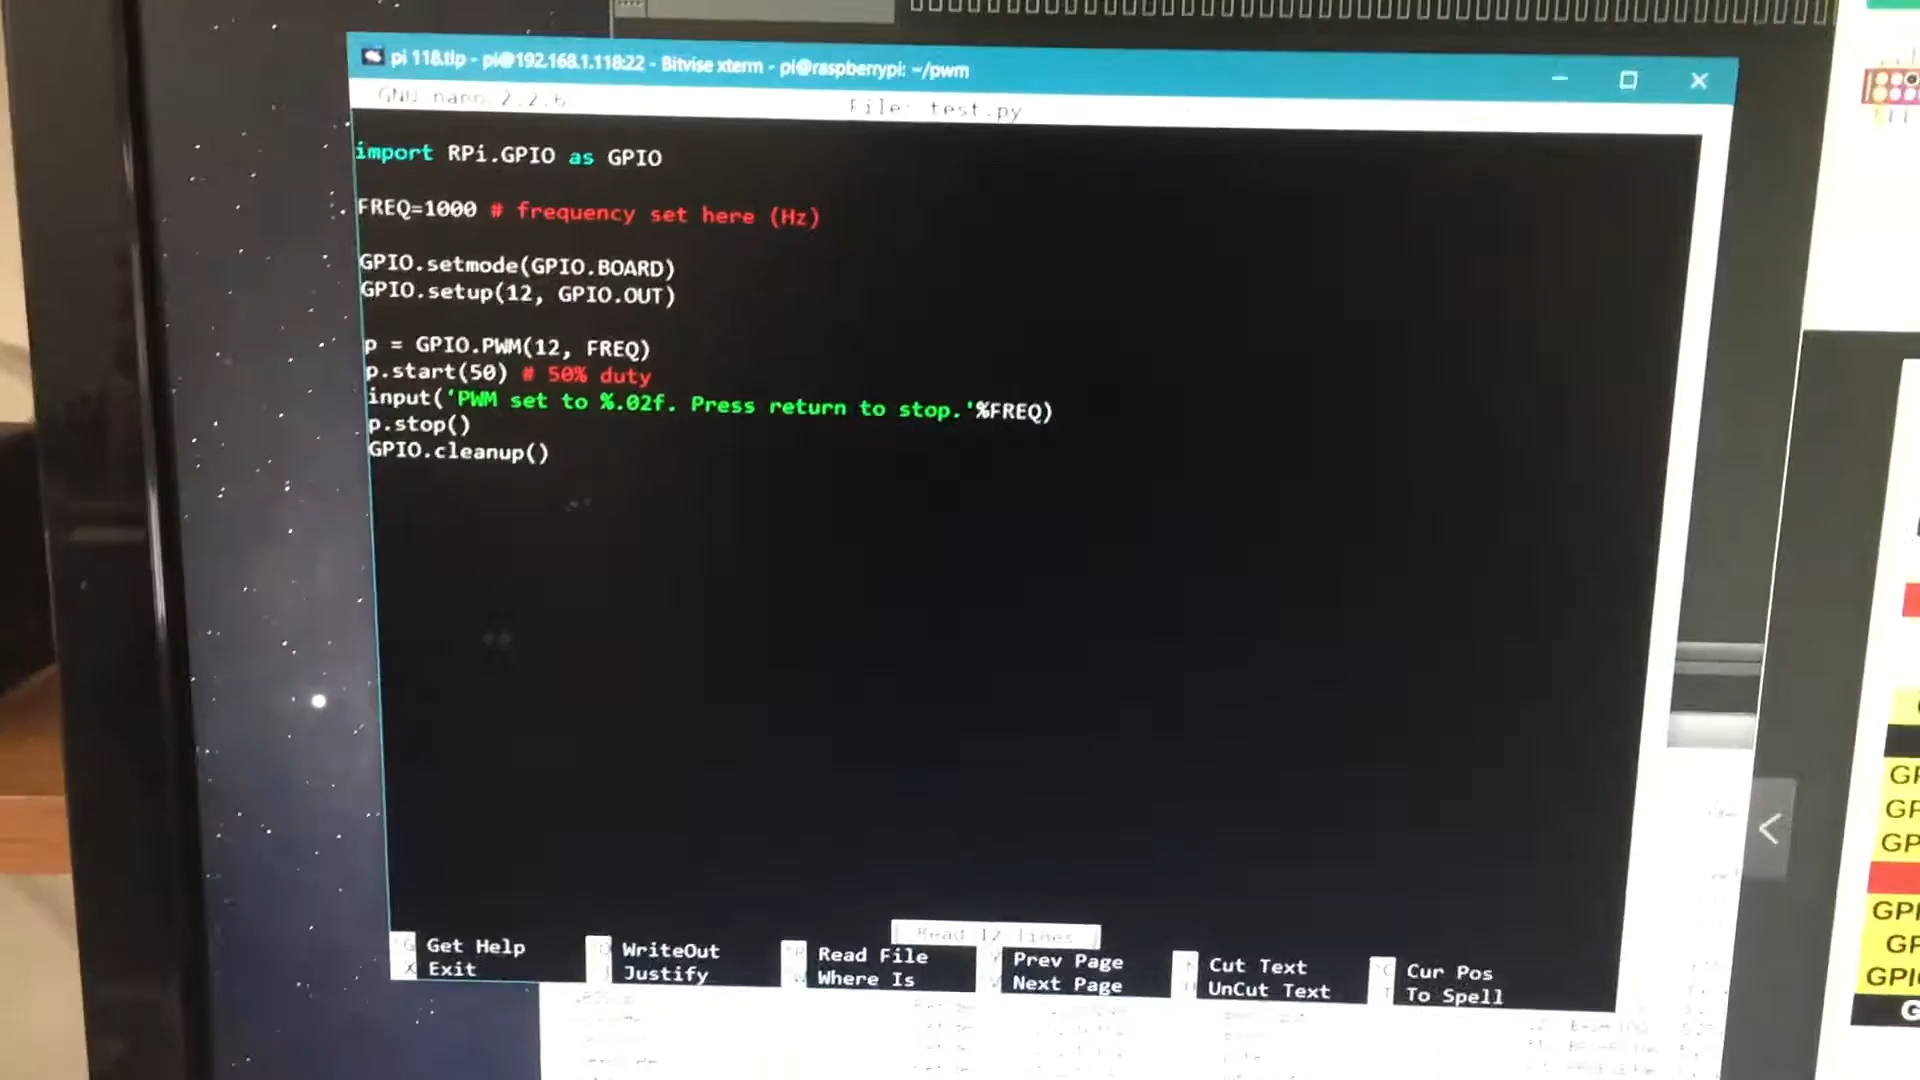 pi 118.tlp - pi@192.168.1.118:22 - Bitvise xterm - pi@raspberrypi: ~/pwm
GNU nano 2.2.6 File: test.py
import RPi.GPIO as GPIO
FREQ=1000 # frequency set here (Hz)
GPIO.setmode(GPIO.BOARD)
GPIO.setup(12, GPIO.OUT)
p = GPIO.PWM(12, FREQ)
p.start(50) # 50% duty
input('PWM set to %.02f. Press return to stop.'%FREQ)
p.stop()
GPIO.cleanup()
[ Read 12 lines ]
^G Get Help WriteOut Read File Prev Page Cut Text Cur Pos
^X Exit Justify Where Is Next Page UnCut Text To Spell